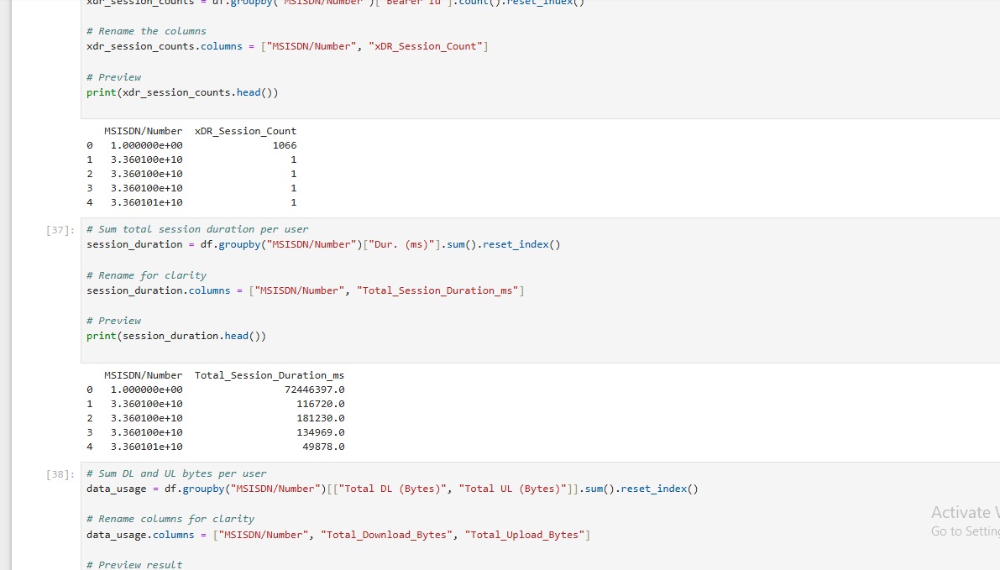 xdr_session_counts = df.groupby("MSISDN/Number")["Bearer Id"].count().reset_index()
# Rename the columns
xdr_session_counts.columns = ["MSISDN/Number", "xDR_Session_Count"]
# Preview
print(xdr_session_counts.head())
MSISDN/Number xDR_Session_Count
0 1.000000e+00 1066
1 3.360100e+10 1
2 3.360100e+10 1
3 3.360100e+10 1
4 3.360101e+10 1
[37]: # Sum total session duration per user
session_duration = df.groupby("MSISDN/Number")["Dur. (ms)"].sum().reset_index()
# Rename for clarity
session_duration.columns = ["MSISDN/Number", "Total_Session_Duration_ms"]
# Preview
print(session_duration.head())
MSISDN/Number Total_Session_Duration_ms
0 1.000000e+00 72446397.0
1 3.360100e+10 116720.0
2 3.360100e+10 181230.0
3 3.360100e+10 134969.0
4 3.360101e+10 49878.0
[38]: # Sum DL and UL bytes per user
data_usage = df.groupby("MSISDN/Number")[["Total DL (Bytes)", "Total UL (Bytes)"]].sum().reset_index()
# Rename columns for clarity
data_usage.columns = ["MSISDN/Number", "Total_Download_Bytes", "Total_Upload_Bytes"]
# Preview result
Activate
Go to Setting